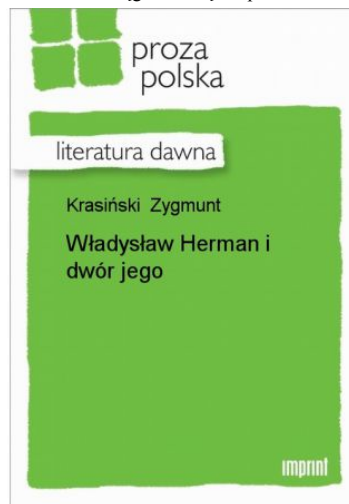 proza
polska
literatura dawna
Krasiński Zygmunt
Władysław Herman i
dwór jego
imprint